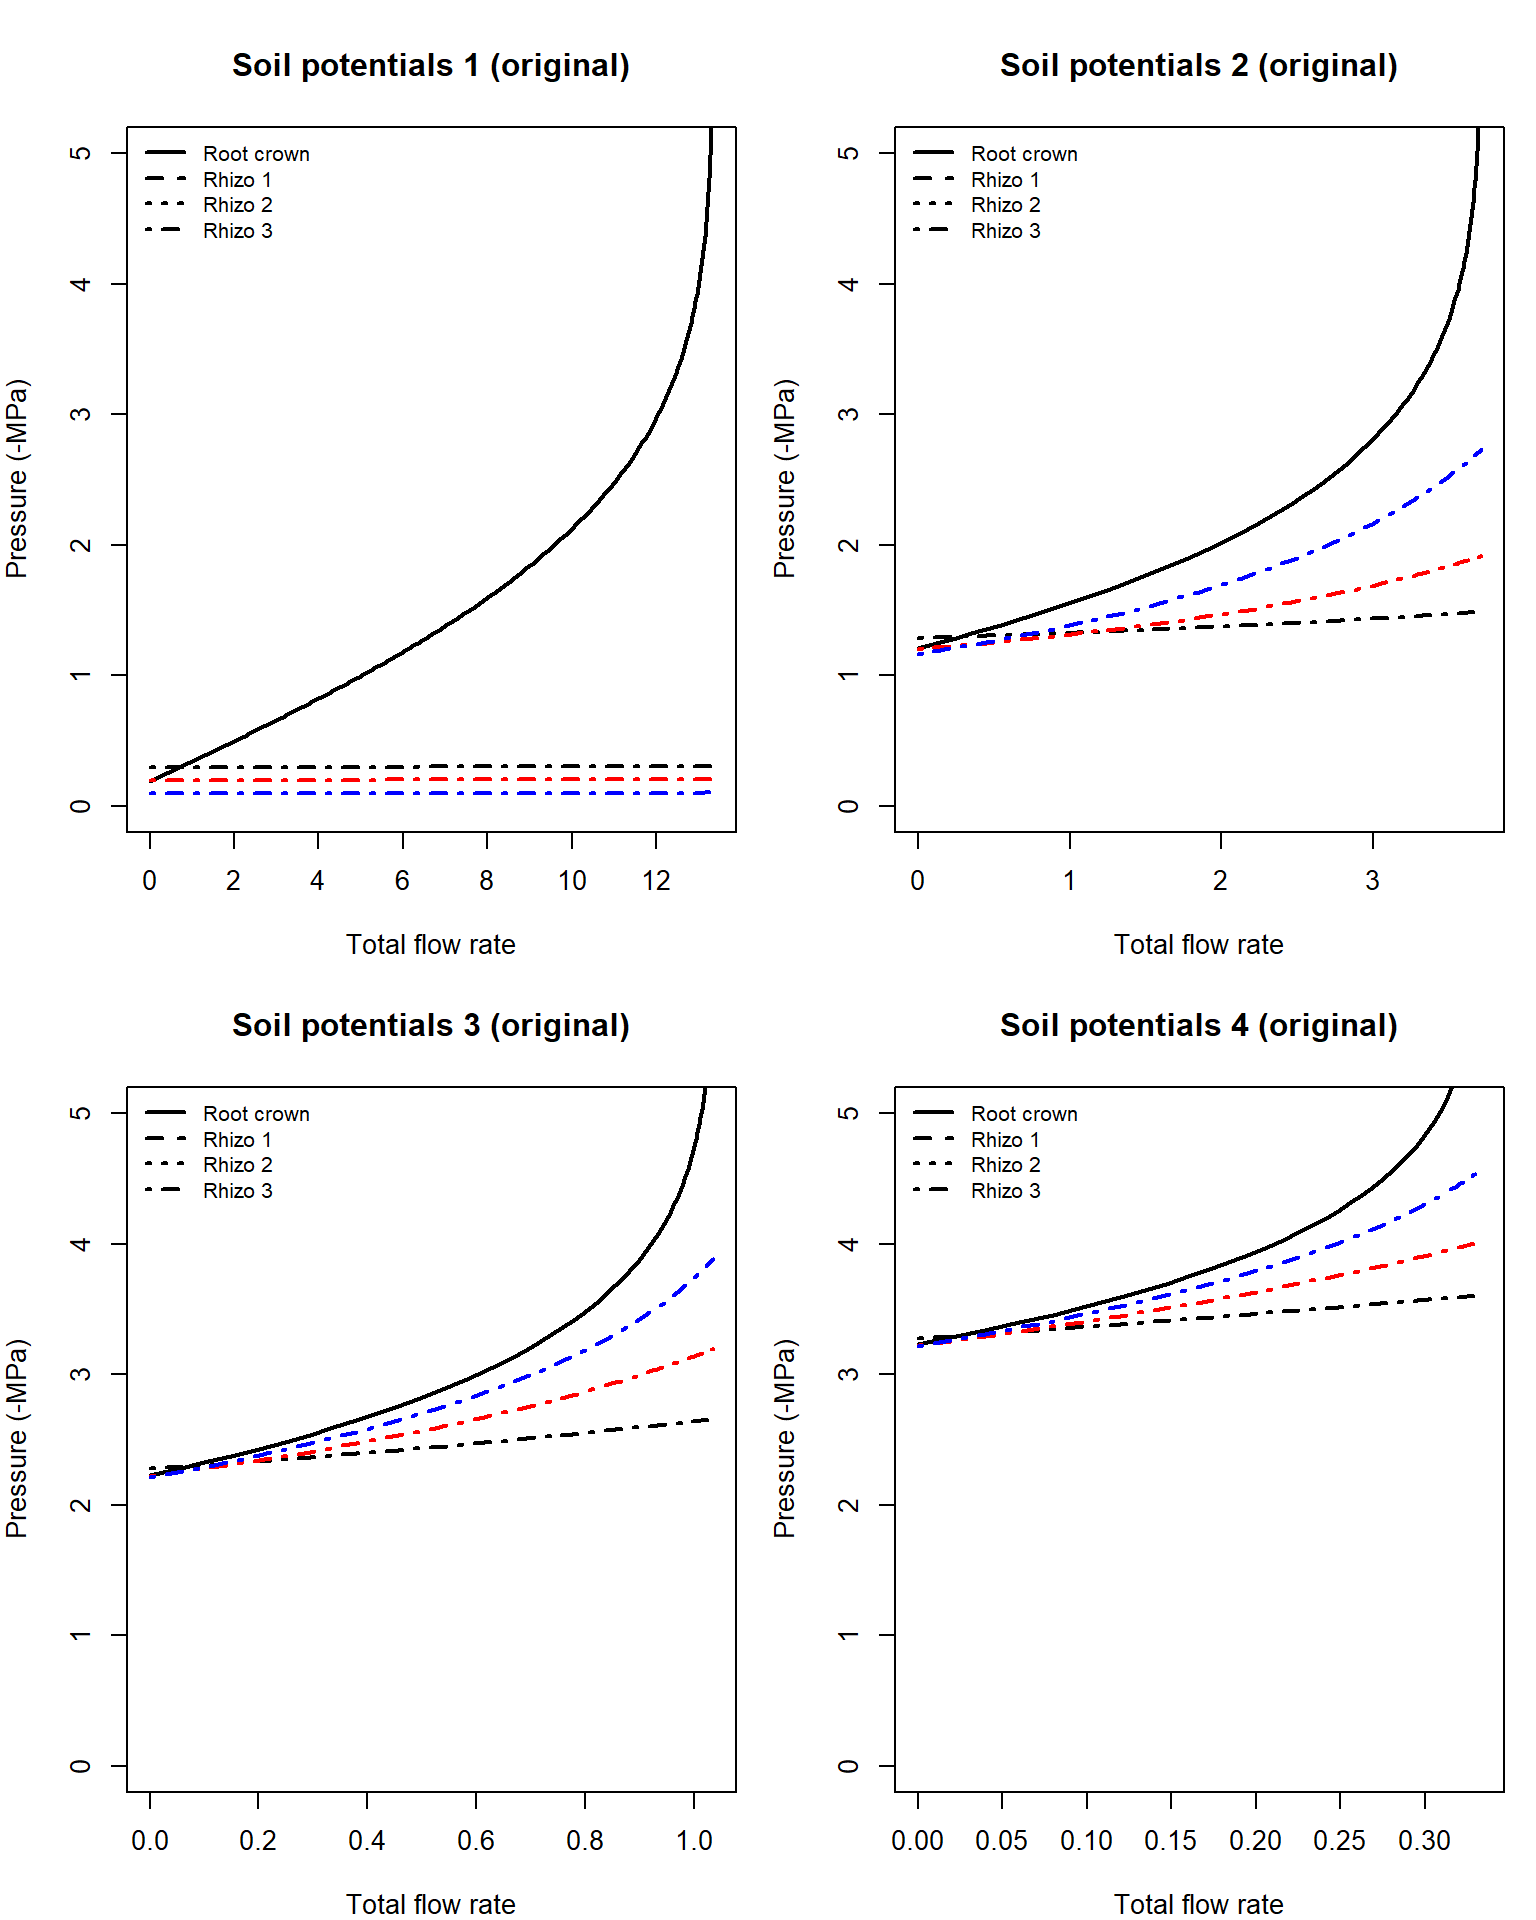 Soil potentials 1 (original)
Pressure (-MPa)
5
4
3
2
1
0
Root crown
Rhizo 1
Rhizo 2
Rhizo 3
0 2 4 6 8 10 12
Total flow rate
Soil potentials 2 (original)
Pressure (-MPa)
5
4
3
2
1
0
Root crown
Rhizo 1
Rhizo 2
Rhizo 3
0 1 2 3
Total flow rate
Soil potentials 3 (original)
Pressure (-MPa)
5
4
3
2
1
0
Root crown
Rhizo 1
Rhizo 2
Rhizo 3
0.0 0.2 0.4 0.6 0.8 1.0
Total flow rate
Soil potentials 4 (original)
Pressure (-MPa)
5
4
3
2
1
0
Root crown
Rhizo 1
Rhizo 2
Rhizo 3
0.00 0.05 0.10 0.15 0.20 0.25 0.30
Total flow rate